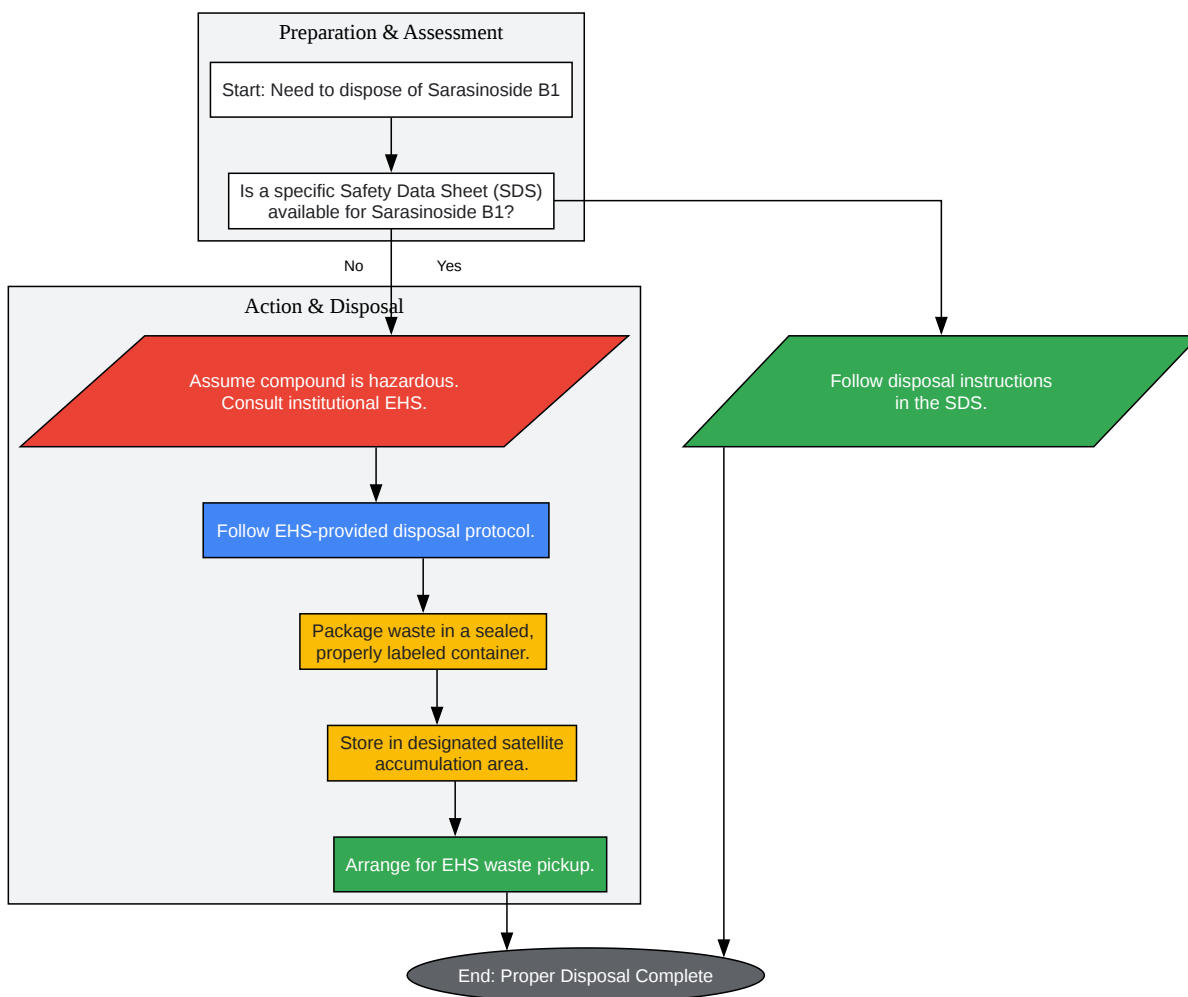 Preparation & Assessment
Start: Need to dispose of Sarasinoside B1
Is a specific Safety Data Sheet (SDS)
available for Sarasinoside B1?
No
Yes
Action & Disposal
Assume compound is hazardous.
Consult institutional EHS.
Follow disposal instructions
in the SDS.
Follow EHS-provided disposal protocol.
Package waste in a sealed,
properly labeled container.
Store in designated satellite
accumulation area.
Arrange for EHS waste pickup.
End: Proper Disposal Complete